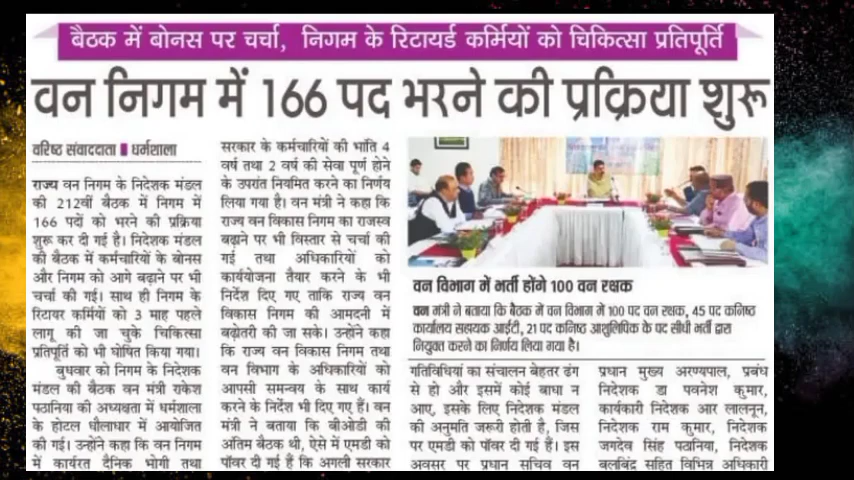 बैठक में बोनस पर चर्चा, निगम के रिटायर्ड कर्मियों को चिकित्सा प्रतिपूर्ति
वन निगम में 166 पद भरने की प्रक्रिया शुरू
वरिष्ठ संवाददाता ▮ धर्मशाला
राज्य वन निगम के निदेशक मंडल
की 212वीं बैठक में निगम में
166 पदों को भरने की प्रक्रिया
शुरू कर दी गई है। निदेशक मंडल
की बैठक में कर्मचारियों के बोनस
और निगम को आगे बढ़ाने पर भी
चर्चा की गई। साथ ही निगम के
रिटायर कर्मियों को 3 माह पहले
लागू की जा चुके चिकित्सा
प्रतिपूर्ति को भी घोषित किया गया।
बुधवार को निगम के निदेशक
मंडल की बैठक वन मंत्री राकेश
पठानिया की अध्यक्षता में धर्मशाला
के होटल धौलाधार में आयोजित
की गई। उन्होंने कहा कि वन निगम
में कार्यरत दैनिक भोगी तथा
सरकार के कर्मचारियों की भांति 4
वर्ष तथा 2 वर्ष की सेवा पूर्ण होने
के उपरांत नियमित करने का निर्णय
लिया गया है। वन मंत्री ने कहा कि
राज्य वन विकास निगम का राजस्व
बढ़ाने पर भी विस्तार से चर्चा की
गई तथा अधिकारियों को
कार्ययोजना तैयार करने के भी
निर्देश दिए गए ताकि राज्य वन
विकास निगम की आमदनी में
बढ़ोतरी की जा सके। उन्होंने कहा
कि राज्य वन विकास निगम तथा
वन विभाग के अधिकारियों को
आपसी समन्वय के साथ कार्य
करने के निर्देश भी दिए गए हैं। वन
मंत्री ने बताया कि बीओडी की
अंतिम बैठक थी, ऐसे में एमडी को
पॉवर दी गई है कि अगली सरकार
वन विभाग में भर्ती होंगे 100 वन रक्षक
वन मंत्री ने बताया कि बैठक में वन विभाग में 100 पद वन रक्षक, 45 पद कनिष्ठ
कार्यालय सहायक आईटी, 21 पद कनिष्ठ आशुलिपिक के पद सीधी भर्ती द्वारा
नियुक्त करने का निर्णय लिया गया है।
गतिविधियां का संचालन बेहतर ढंग
से हो और इसमें कोई बाधा न
आए, इसके लिए निदेशक मंडल
की अनुमति जरूरी होती है, जिस
पर एमडी को पॉवर दी गई है। इस
अवसर पर प्रधान सचिव वन
प्रधान मुख्य अरण्यपाल, प्रबंध
निदेशक डा पवनेश कुमार,
कार्यकारी निदेशक आर लालनून,
निदेशक राम कुमार, निदेशक
जगदेव सिंह पठानिया, निदेशक
बलबिंद्र सहित विभिन्न अधिकारी